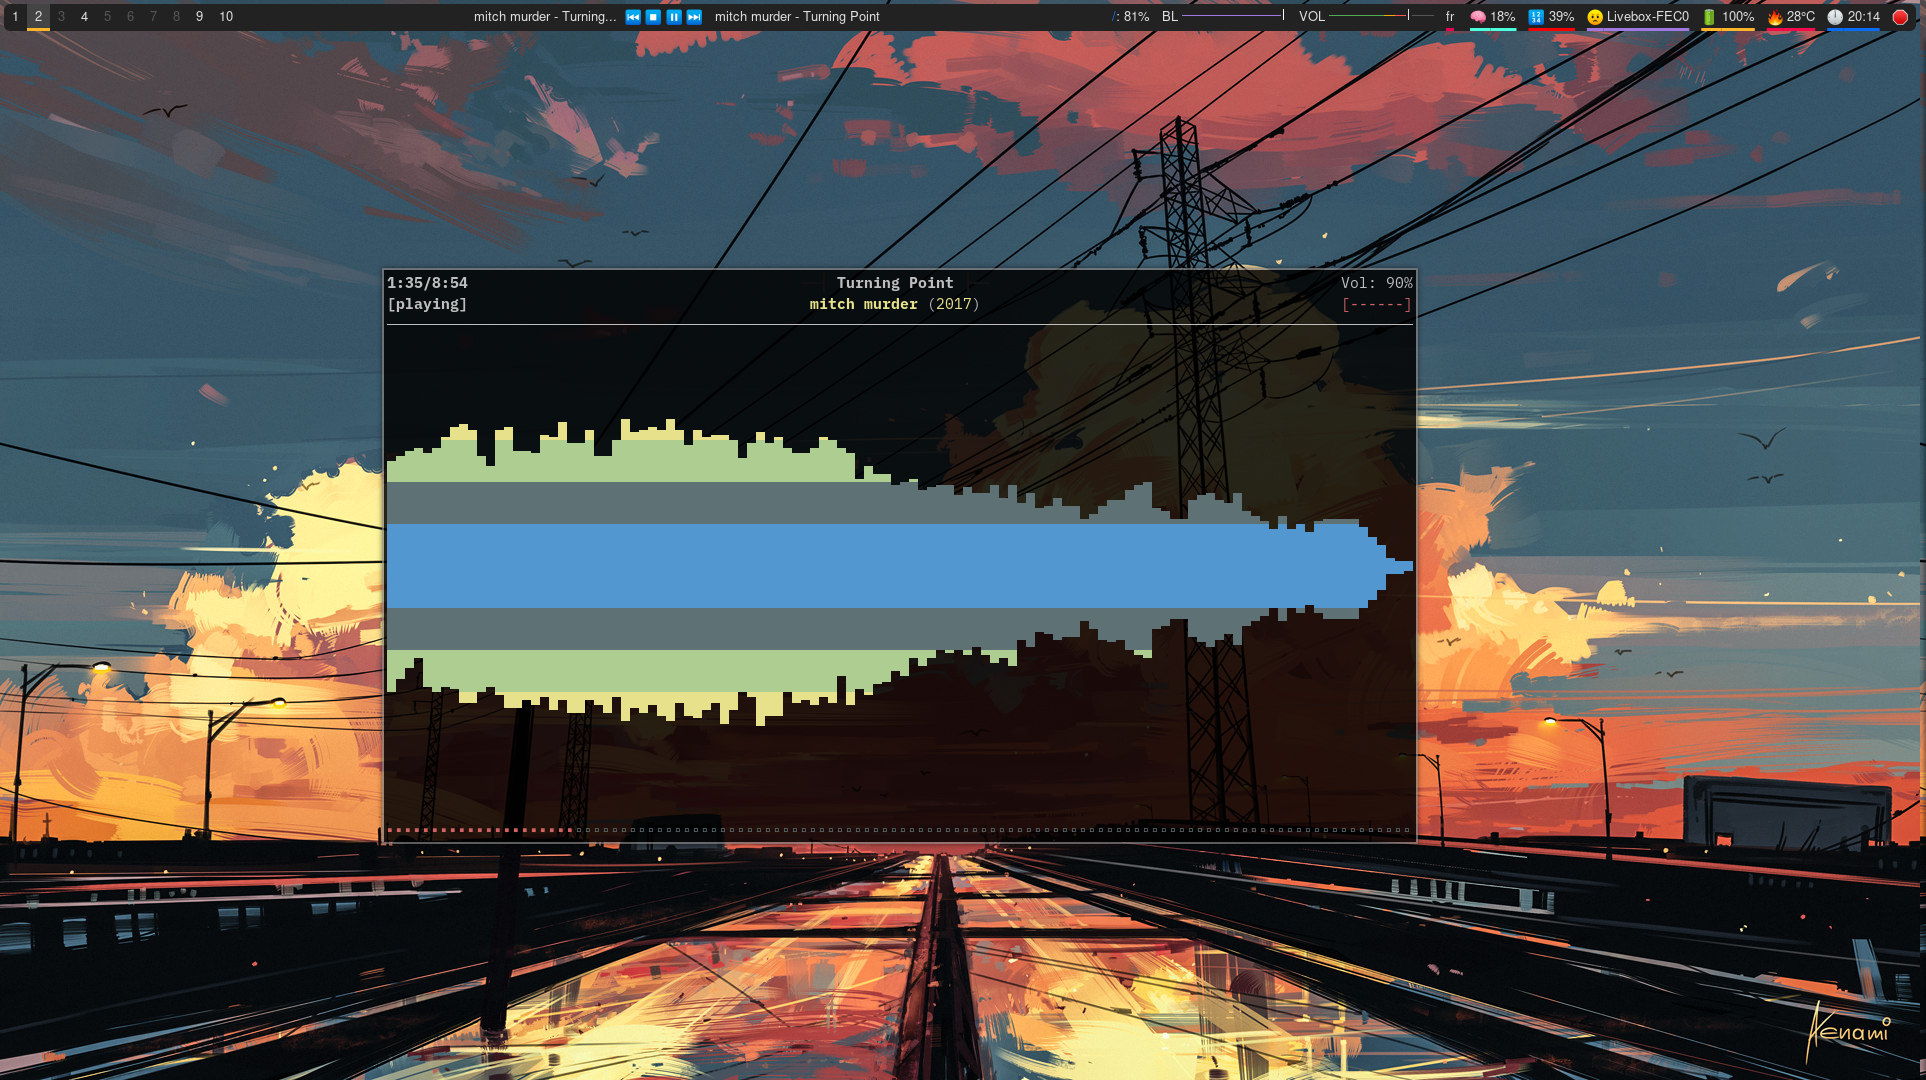 1 2 3 4 5 6 7 8 9 10 mitch murder - Turning... mitch murder - Turning Point /: 81% BL VOL fr 18% 39% Livebox-FEC0 100% 28°C 20:14
1:35/8:54 Turning Point Vol: 90%
[playing] mitch murder (2017) [------]
Kenami